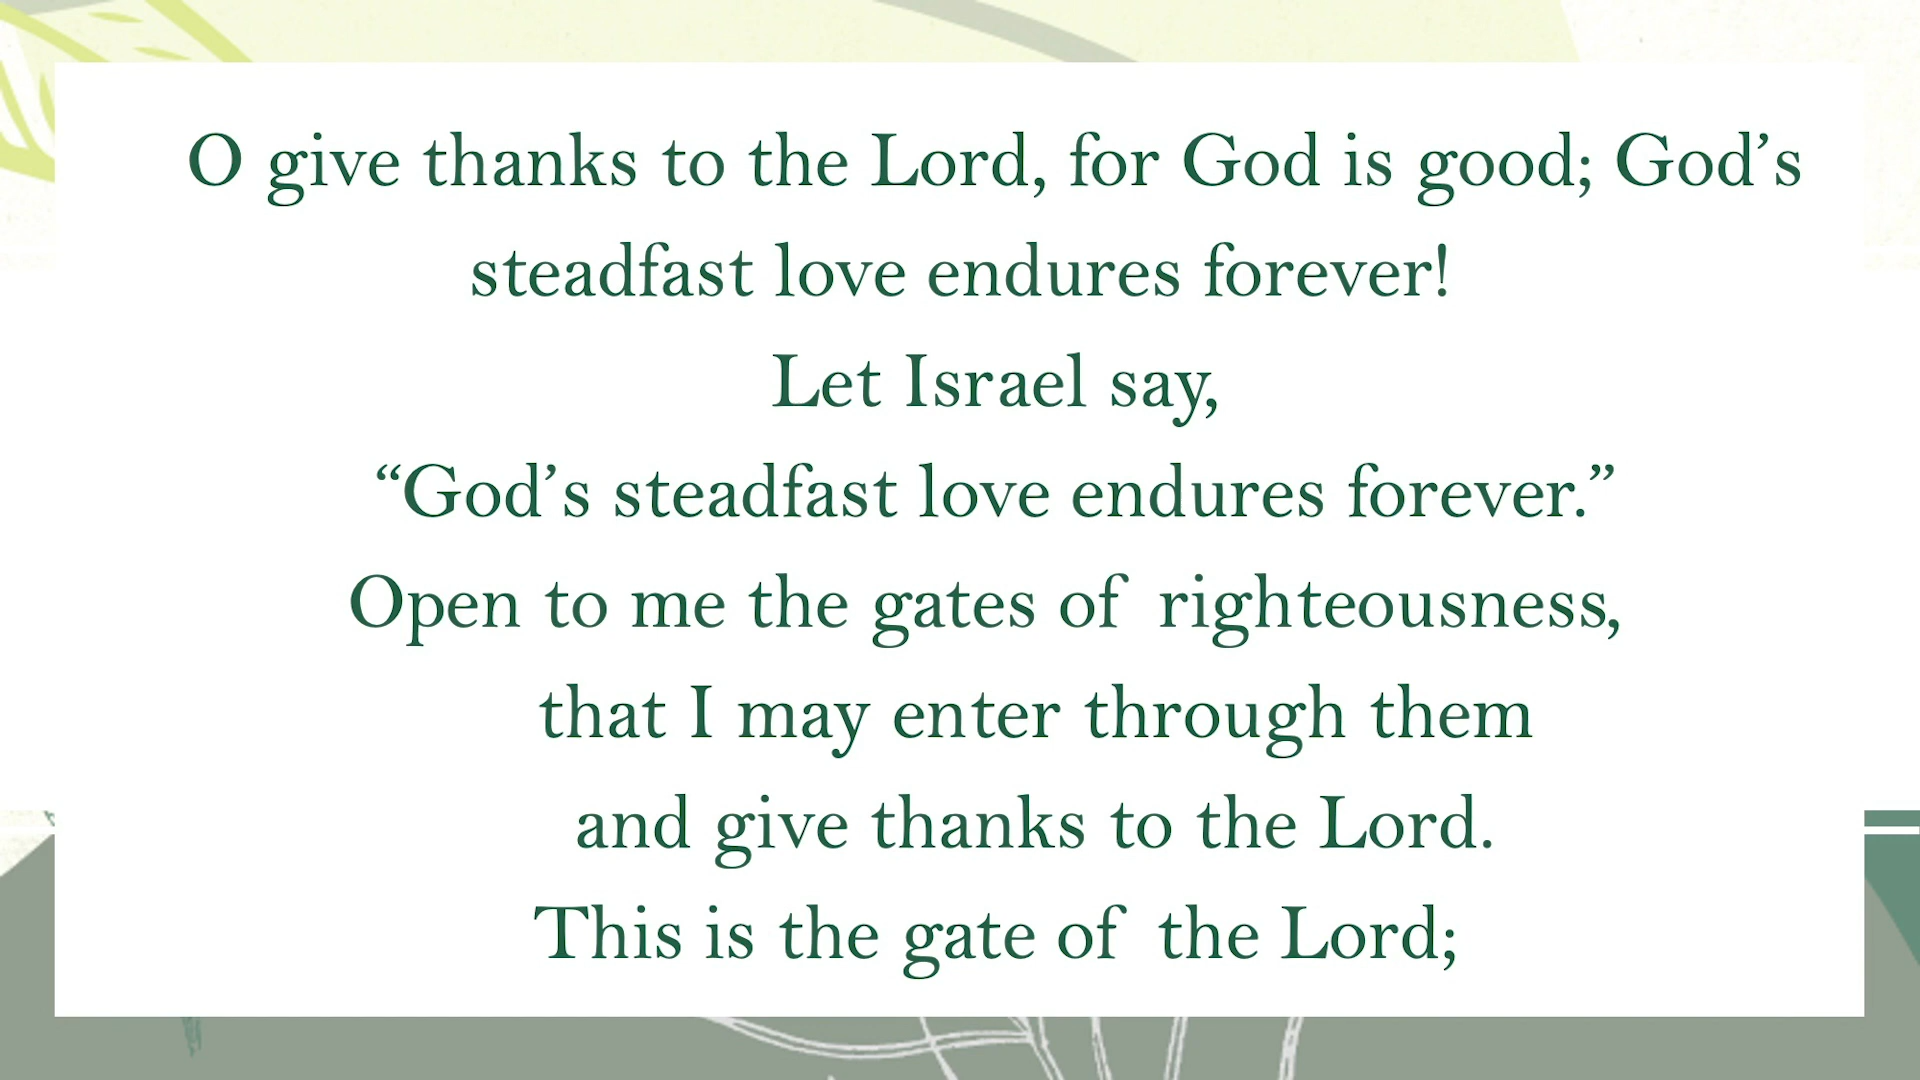 O give thanks to the Lord, for God is good; God’s
steadfast love endures forever!
Let Israel say,
“God’s steadfast love endures forever.”
Open to me the gates of righteousness,
that I may enter through them
and give thanks to the Lord.
This is the gate of the Lord;